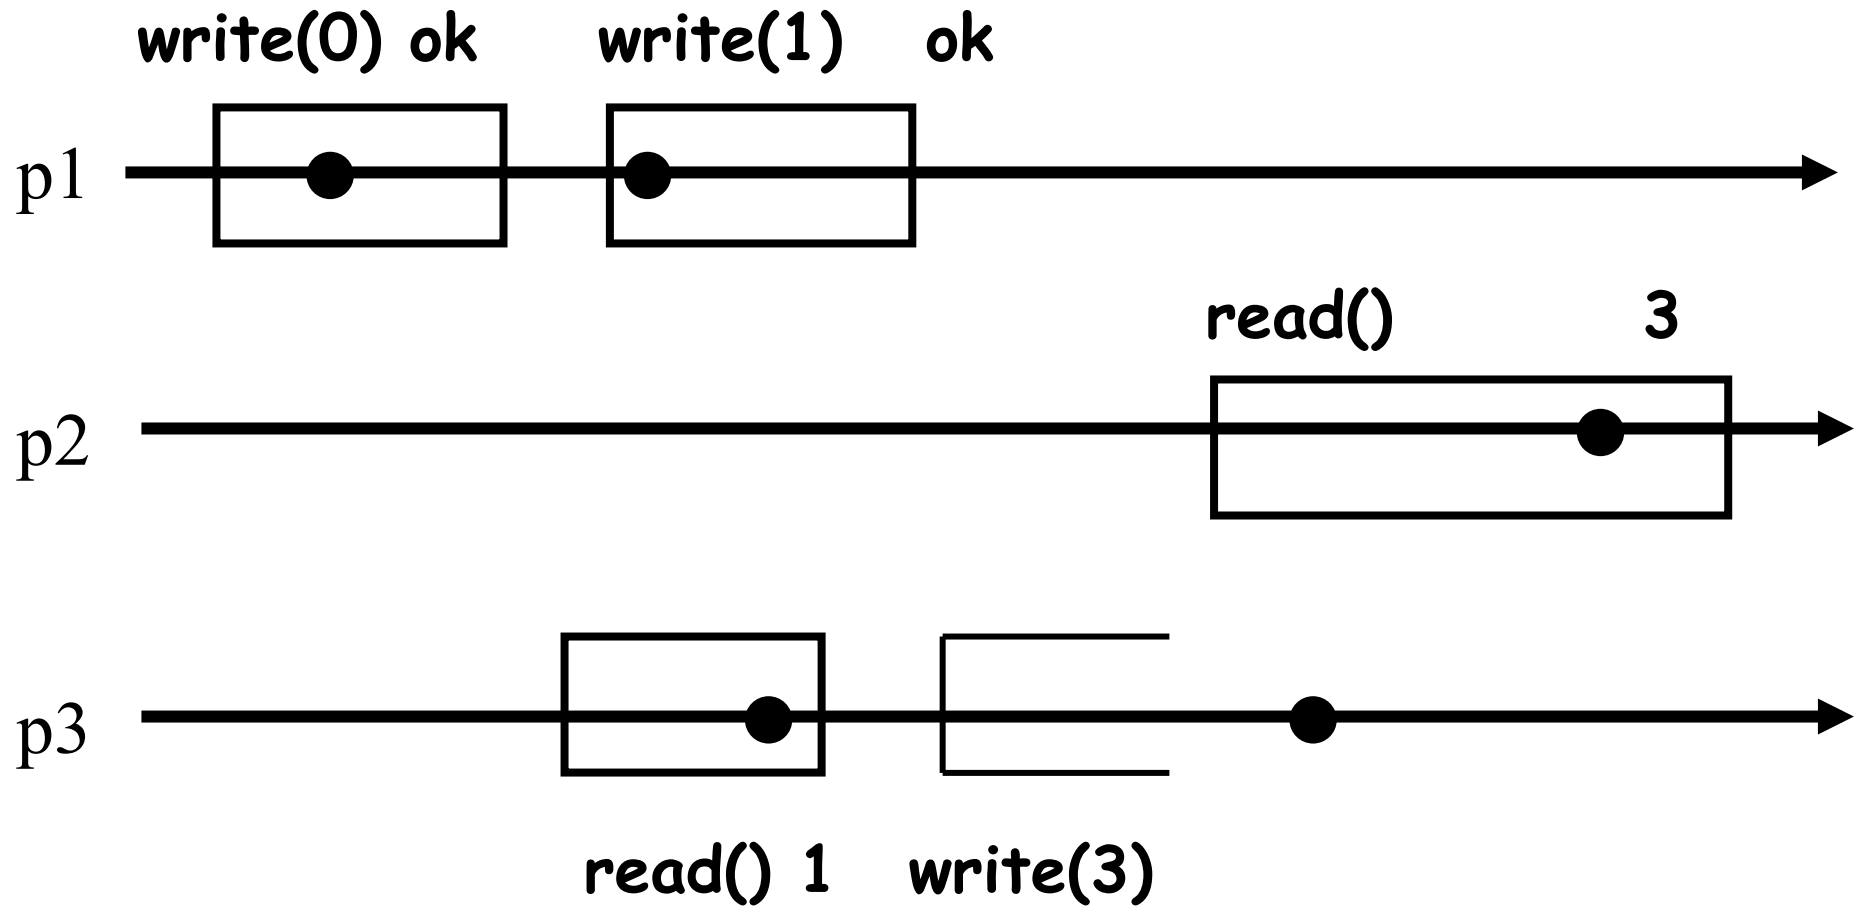 write(0) ok write(1) ok
p1
read() 3
p2
p3
read() 1 write(3)